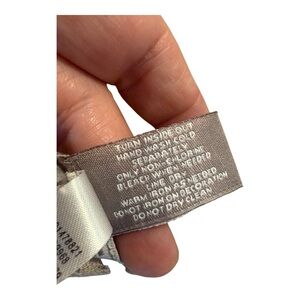 TURN INSIDE OUT
HAND WASH COLD
SEPARATELY
ONLY NON-CHLORINE
BLEACH WHEN NEEDED
LINE DRY
WARM IRON AS NEEDED
DO NOT IRON ON DECORATION
DO NOT DRY CLEAN